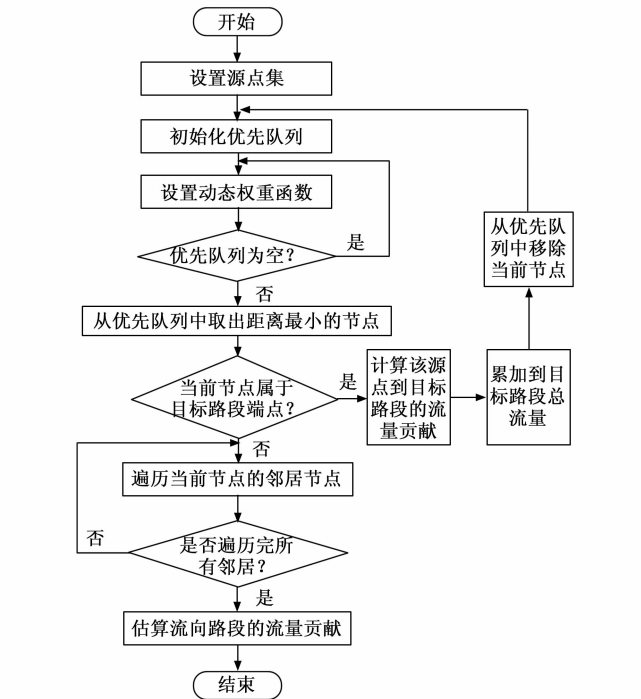 开始
设置源点集
初始化优先队列
设置动态权重函数
优先队列为空？
是
否
从优先队列中取出距离最小的节点
当前节点属于
目标路段端点？
是
计算该源
点到目标
路段的流
量贡献
累加到目
标路段总
流量
从优先队
列中移除
当前节点
否
遍历当前节点的邻居节点
是否遍历完所
有邻居？
否
是
估算流向路段的流量贡献
结束